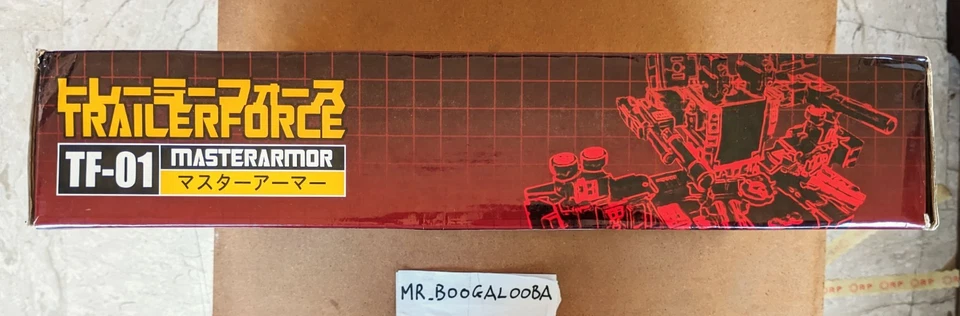 トレーラーフォース
TRAILERFORCE
TF-01
MASTERARMOR
マスターアーマー
MR_BOOGALOOBA